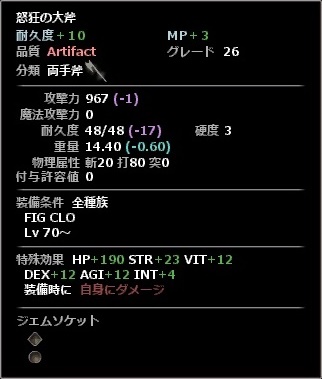 怒狂の大斧
耐久度+10 MP+3
品質 Artifact グレード 26
分類 両手斧
攻撃力 967 (-1)
魔法攻撃力 0
耐久度 48/48 (-17) 硬度 3
重量 14.40 (-0.60)
物理属性 斬20 打80 突0
付与許容値 0
装備条件 全種族
FIG CLO
Lv 70～
特殊効果 HP+190 STR+23 VIT+12
DEX+12 AGI+12 INT+4
装備時に 自身にダメージ
ジェムソケット